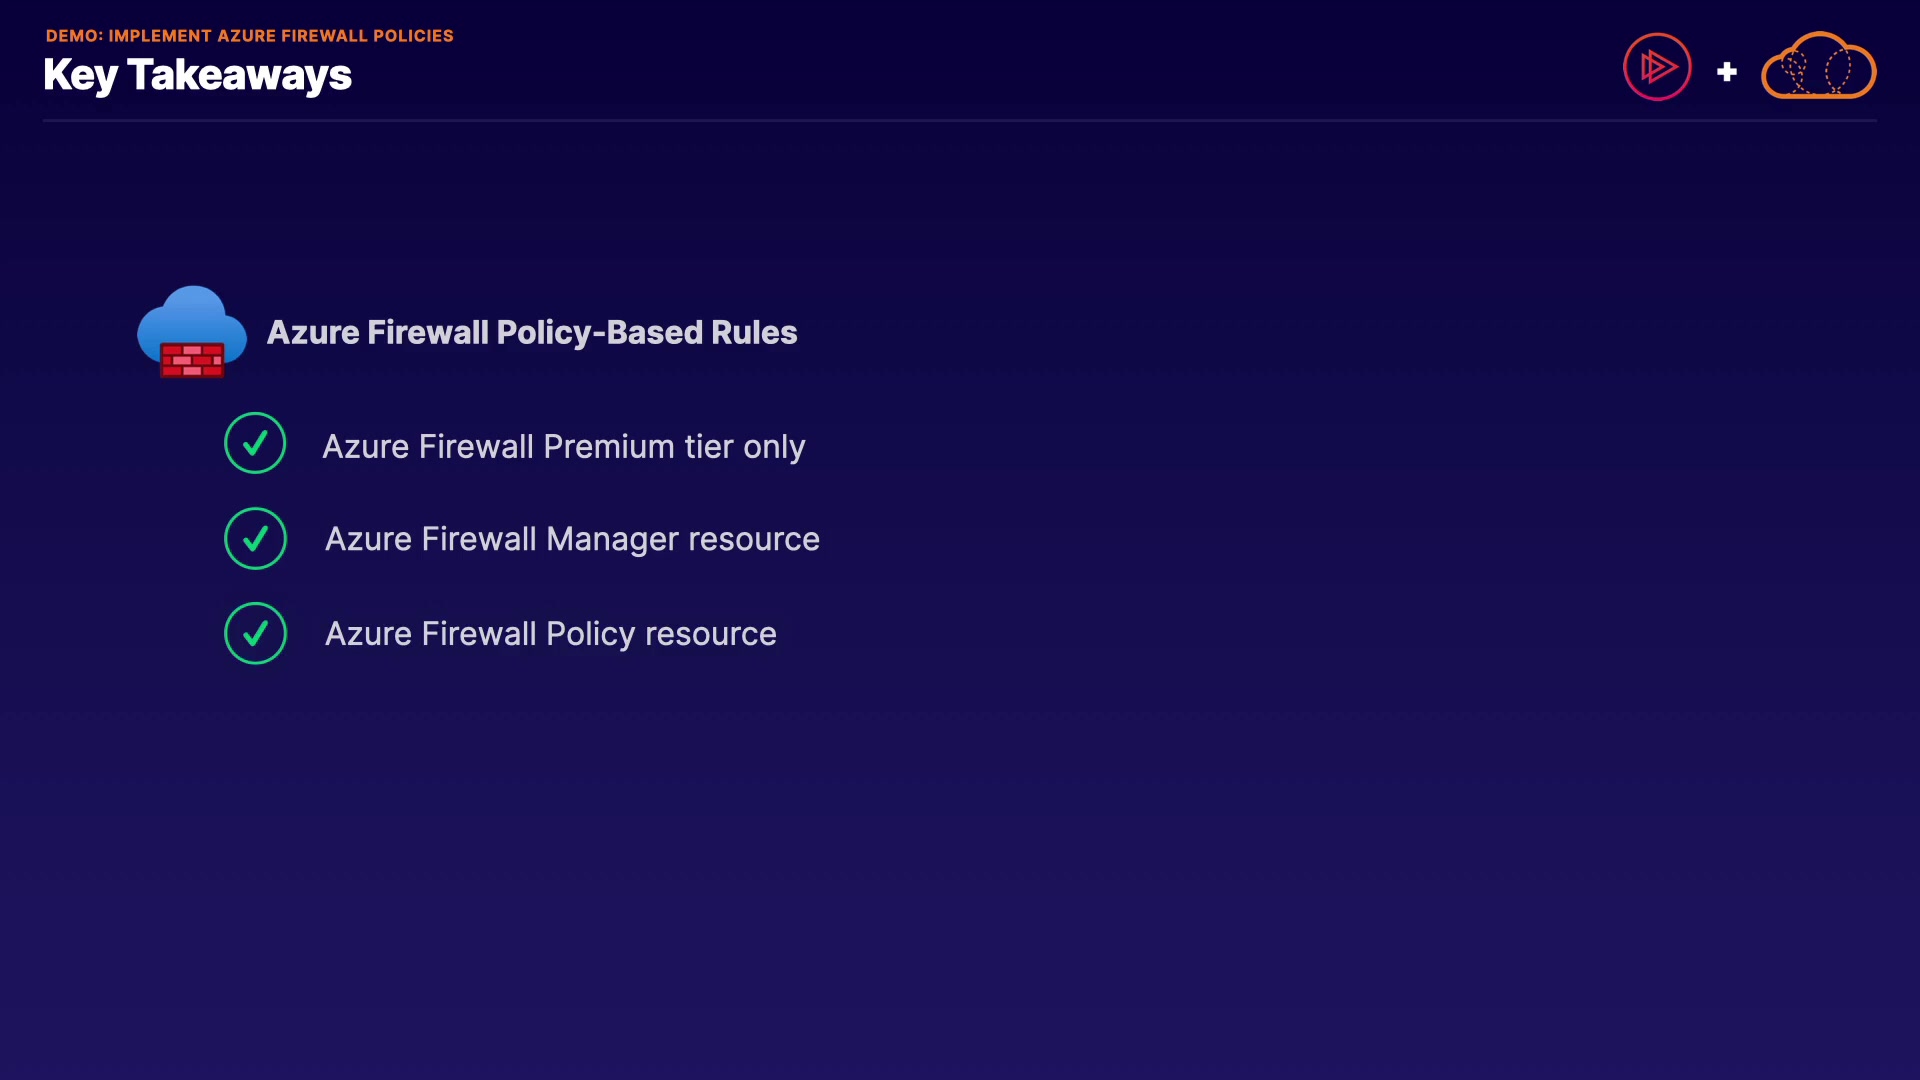 DEMO: IMPLEMENT AZURE FIREWALL POLICIES
Key Takeaways
Azure Firewall Policy-Based Rules
Azure Firewall Premium tier only
Azure Firewall Manager resource
Azure Firewall Policy resource